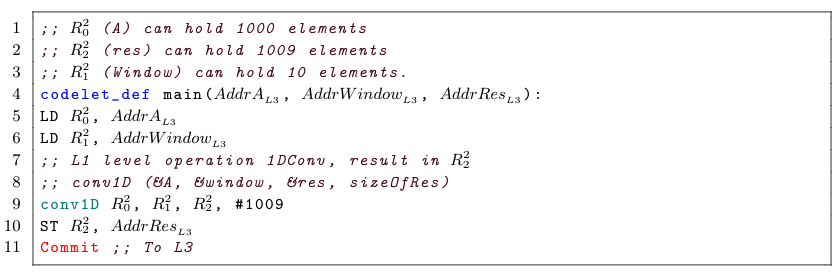 1 ;; R_0^2 (A) can hold 1000 elements
2 ;; R_2^2 (res) can hold 1009 elements
3 ;; R_1^2 (Window) can hold 10 elements.
4 codelet_def main(AddrA_L3, AddrWindow_L3, AddrRes_L3):
5 LD R_0^2, AddrA_L3
6 LD R_1^2, AddrWindow_L3
7 ;; L1 level operation 1DConv, result in R_2^2
8 ;; conv1D (&A, &window, &res, sizeOfRes)
9 conv1D R_0^2, R_1^2, R_2^2, #1009
10 ST R_2^2, AddrRes_L3
11 Commit ;; To L3